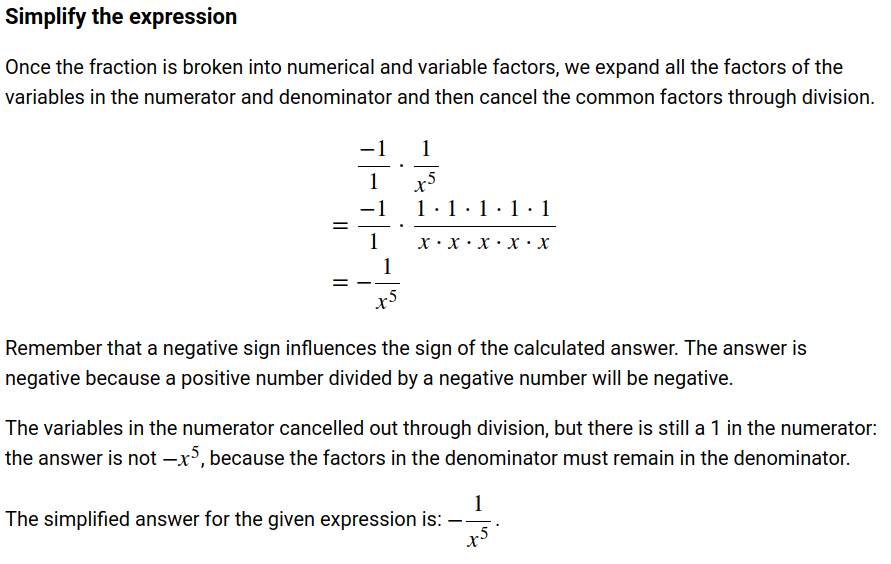 Simplify the expression
Once the fraction is broken into numerical and variable factors, we expand all the factors of the
variables in the numerator and denominator and then cancel the common factors through division.
$\frac{-1}{1} \cdot \frac{1}{x^5}$
$= \frac{-1}{1} \cdot \frac{1 \cdot 1 \cdot 1 \cdot 1 \cdot 1}{x \cdot x \cdot x \cdot x \cdot x}$
$= -\frac{1}{x^5}$
Remember that a negative sign influences the sign of the calculated answer. The answer is
negative because a positive number divided by a negative number will be negative.
The variables in the numerator cancelled out through division, but there is still a 1 in the numerator:
the answer is not $-x^5$, because the factors in the denominator must remain in the denominator.
The simplified answer for the given expression is: $-\frac{1}{x^5}$.